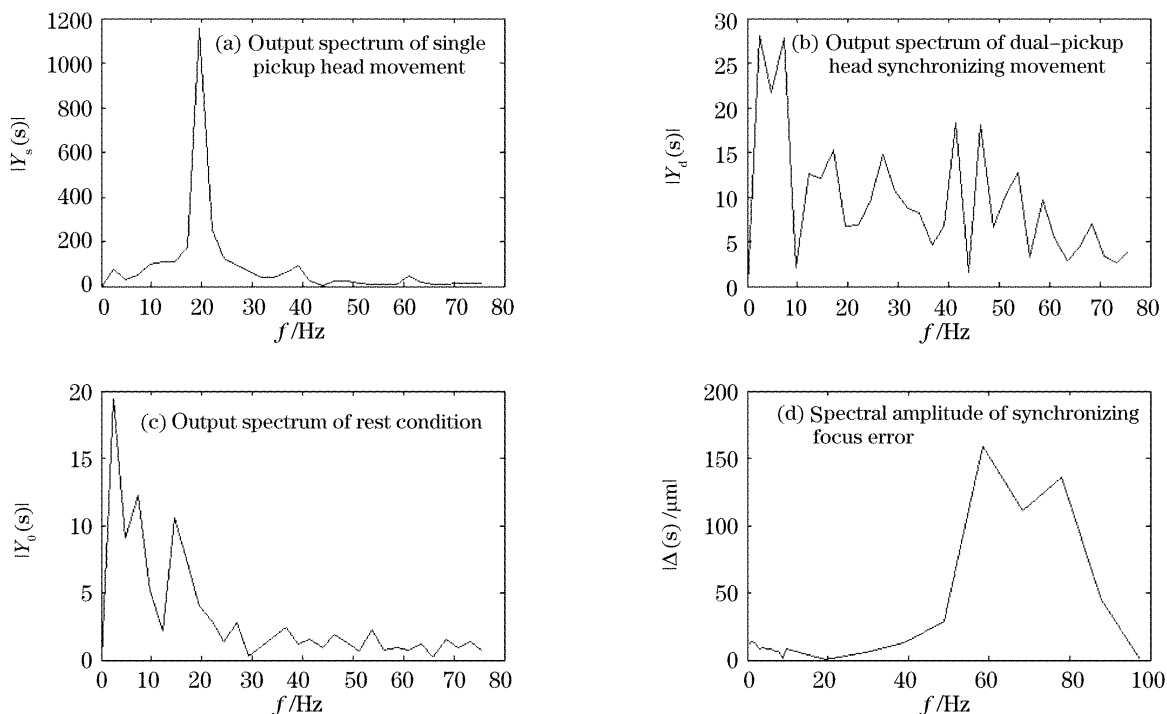 (a) Output spectrum of single
pickup head movement
1200
1000
800
600
400
200
0
|Y_s(s)|
0 10 20 30 40 50 60 70 80
f /Hz
(b) Output spectrum of dual-pickup
head synchronizing movement
30
25
20
15
10
5
0
|Y_d(s)|
0 10 20 30 40 50 60 70 80
f /Hz
(c) Output spectrum of rest condition
20
15
10
5
0
|Y_0(s)|
0 10 20 30 40 50 60 70 80
f /Hz
(d) Spectral amplitude of synchronizing
focus error
200
150
100
50
0
|Δ(s) /μm|
0 20 40 60 80 100
f /Hz